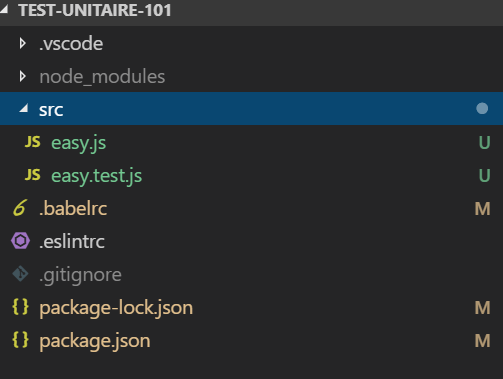 TEST-UNITAIRE-101
.vscode
node_modules
src
JS easy.js U
JS easy.test.js U
.babelrc M
.eslintrc
.gitignore
{ } package-lock.json M
{ } package.json M